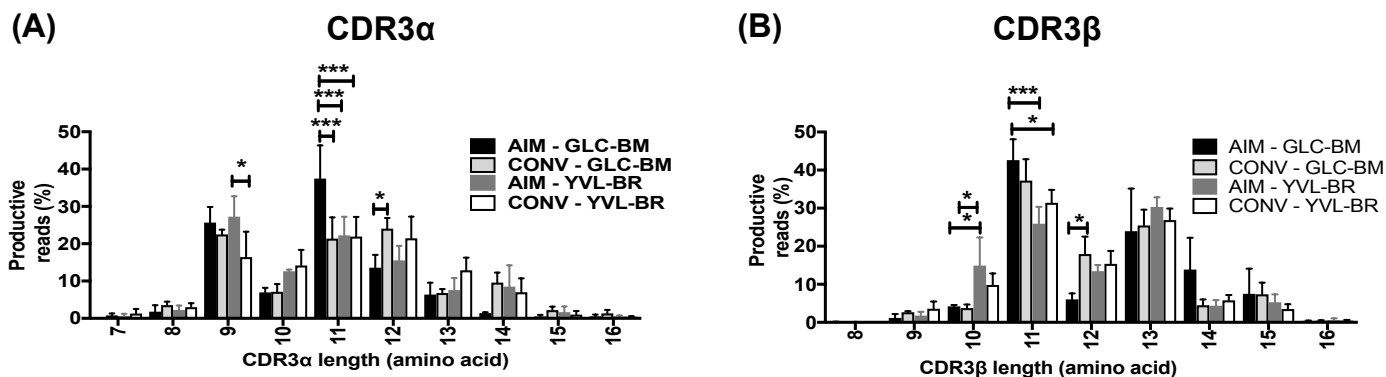 (A)
CDR3α
***
***
***
*
*
50
40
30
20
10
0
Productive
reads (%)
AIM - GLC-BM
CONV - GLC-BM
AIM - YVL-BR
CONV - YVL-BR
7
8
9
10
11
12
13
14
15
16
CDR3α length (amino acid)
(B)
CDR3β
***
*
*
*
*
50
40
30
20
10
0
Productive
reads (%)
AIM - GLC-BM
CONV - GLC-BM
AIM - YVL-BR
CONV - YVL-BR
8
9
10
11
12
13
14
15
16
CDR3β length (amino acid)